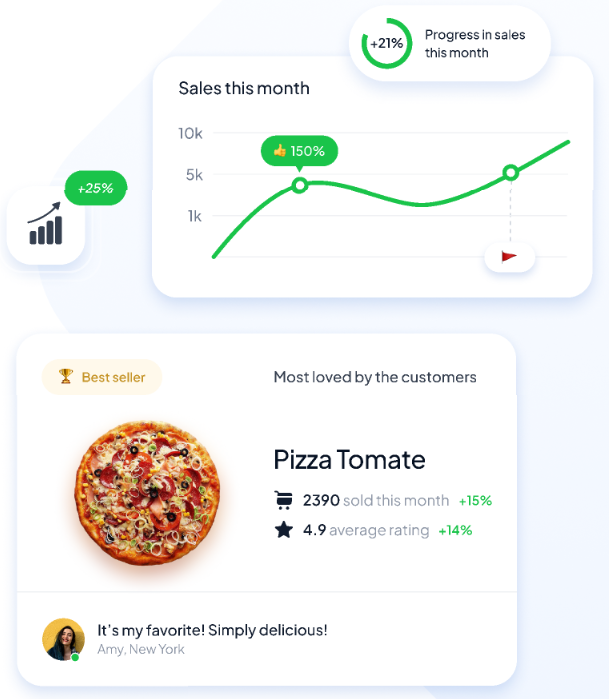 +21%
Progress in sales
this month
Sales this month
10k
👍 150%
5k
+25%
1k
🏆 Best seller
Most loved by the customers
Pizza Tomate
2390 sold this month +15%
4.9 average rating +14%
It's my favorite! Simply delicious!
Amy, New York